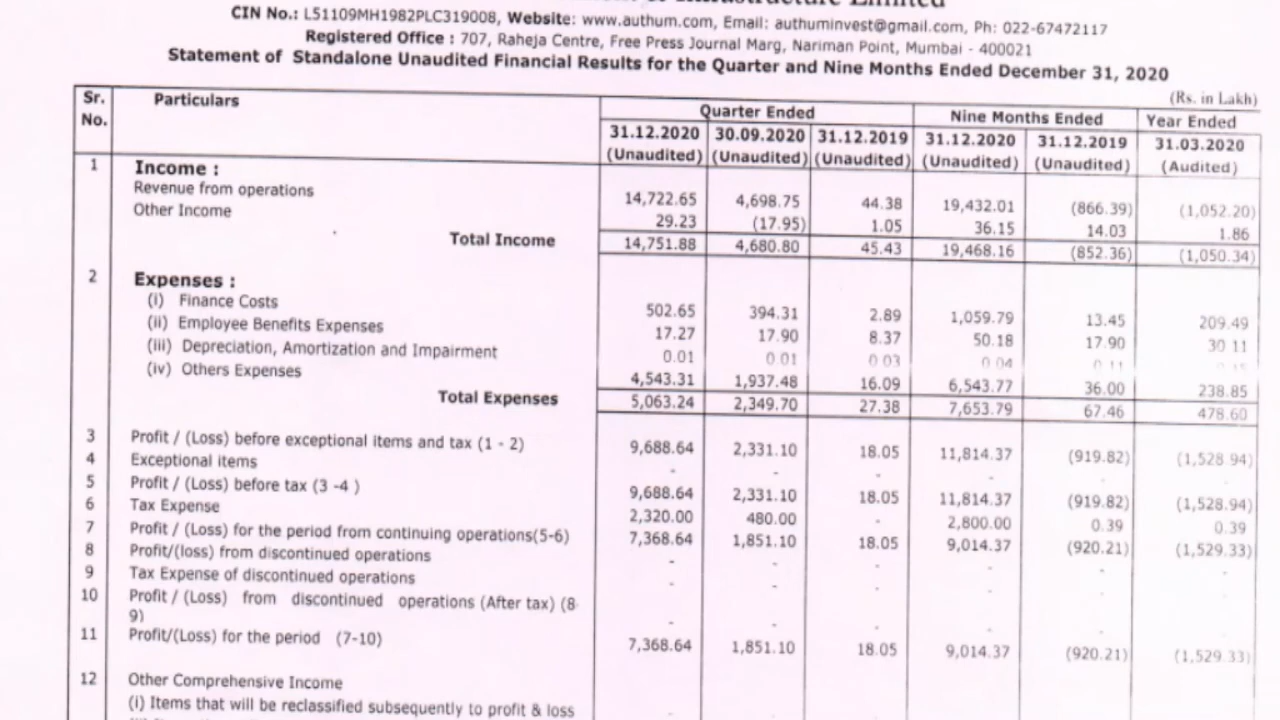 CIN No.: L51109MH1982PLC319008, Website: www.authum.com, Email: authuminvest@gmail.com, Ph: 022-67472117
Registered Office : 707, Raheja Centre, Free Press Journal Marg, Nariman Point, Mumbai - 400021
Statement of Standalone Unaudited Financial Results for the Quarter and Nine Months Ended December 31, 2020
(Rs. in Lakh)
Sr. No. Particulars Quarter Ended Nine Months Ended Year Ended
31.12.2020 30.09.2020 31.12.2019 31.12.2020 31.12.2019 31.03.2020
(Unaudited) (Unaudited) (Unaudited) (Unaudited) (Unaudited) (Audited)
1 Income :
Revenue from operations 14,722.65 4,698.75 44.38 19,432.01 (866.39) (1,052.20)
Other Income 29.23 (17.95) 1.05 36.15 14.03 1.86
Total Income 14,751.88 4,680.80 45.43 19,468.16 (852.36) (1,050.34)
2 Expenses :
(i) Finance Costs 502.65 394.31 2.89 1,059.79 13.45 209.49
(ii) Employee Benefits Expenses 17.27 17.90 8.37 50.18 17.90 30 11
(iii) Depreciation, Amortization and Impairment 0.01 0 01 0 03 0 04
(iv) Others Expenses 4,543.31 1,937.48 16.09 6,543.77 36.00 238.85
Total Expenses 5,063.24 2,349.70 27.38 7,653.79 67.46 478.60
3 Profit / (Loss) before exceptional items and tax (1 - 2) 9,688.64 2,331.10 18.05 11,814.37 (919.82) (1,528.94)
4 Exceptional items - - - - - -
5 Profit / (Loss) before tax (3 -4 ) 9,688.64 2,331.10 18.05 11,814.37 (919.82) (1,528.94)
6 Tax Expense 2,320.00 480.00 - 2,800.00 0.39 0.39
7 Profit / (Loss) for the period from continuing operations(5-6) 7,368.64 1,851.10 18.05 9,014.37 (920.21) (1,529.33)
8 Profit/(loss) from discontinued operations - - - - - -
9 Tax Expense of discontinued operations - - - - - -
10 Profit / (Loss) from discontinued operations (After tax) (8
9) - - - - - -
11 Profit/(Loss) for the period (7-10) 7,368.64 1,851.10 18.05 9,014.37 (920.21) (1,529.33)
12 Other Comprehensive Income
(i) Items that will be reclassified subsequently to profit & loss